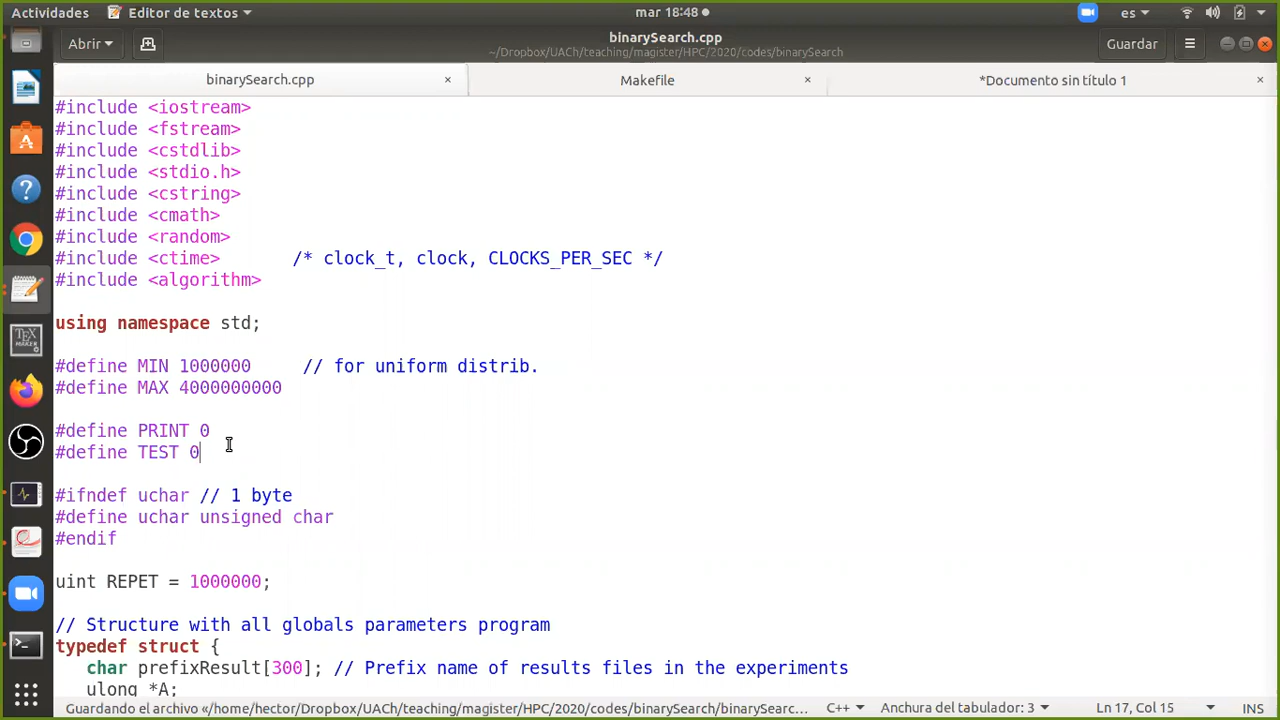 Actividades Editor de textos mar 18:48 es
Abrir binarySearch.cpp Guardar
~/Dropbox/UACh/teaching/magister/HPC/2020/codes/binarySearch
binarySearch.cpp × Makefile × *Documento sin título 1 ×
#include <iostream>
#include <fstream>
#include <cstdlib>
#include <stdio.h>
#include <cstring>
#include <cmath>
#include <random>
#include <ctime> /* clock_t, clock, CLOCKS_PER_SEC */
#include <algorithm>
using namespace std;
#define MIN 1000000 // for uniform distrib.
#define MAX 4000000000
#define PRINT 0
#define TEST 0
#ifndef uchar // 1 byte
#define uchar unsigned char
#endif
uint REPET = 1000000;
// Structure with all globals parameters program
typedef struct {
char prefixResult[300]; // Prefix name of results files in the experiments
ulong *A;
Guardando el archivo «/home/hector/Dropbox/UACh/teaching/magister/HPC/2020/codes/binarySearch/binarySearc... C++ Anchura del tabulador: 3 Ln 17, Col 15 INS